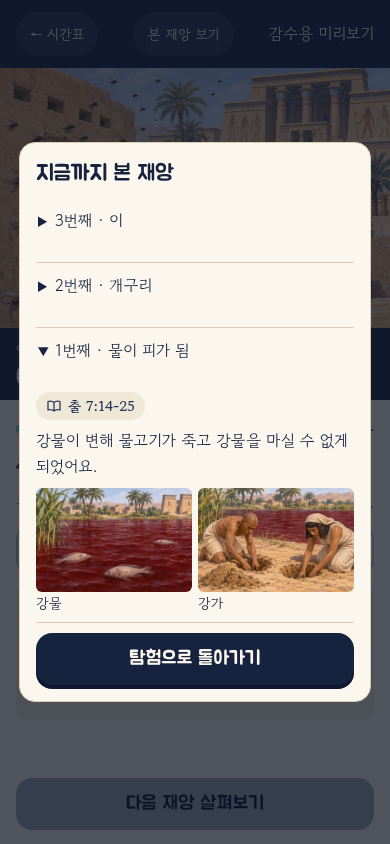 ← 시간표
본 재앙 보기
감수용 미리보기
지금까지 본 재앙
▶ 3번째 · 이
▶ 2번째 · 개구리
▼ 1번째 · 물이 피가 됨
출 7:14-25
강물이 변해 물고기가 죽고 강물을 마실 수 없게
되었어요.
강물
강가
탐험으로 돌아가기
다음 재앙 살펴보기